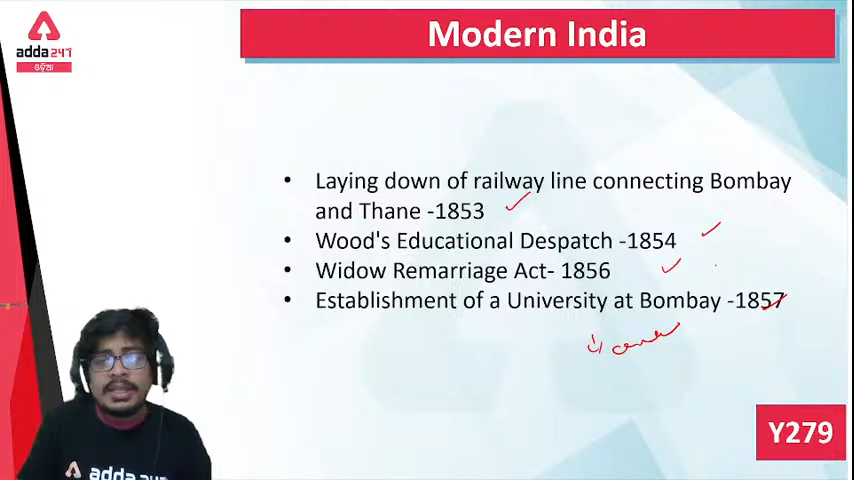 Modern India
adda247
ଓଡ଼ିଆ
• Laying down of railway line connecting Bombay
and Thane -1853
• Wood's Educational Despatch -1854
• Widow Remarriage Act- 1856
• Establishment of a University at Bombay -1857
adda247
Y279